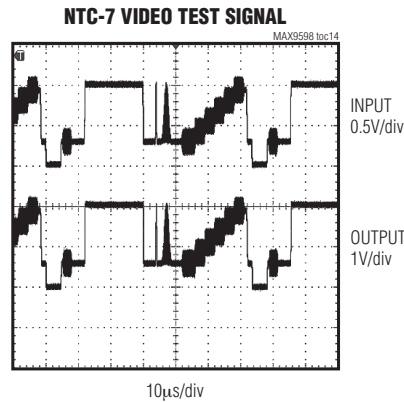 NTC-7 VIDEO TEST SIGNAL
MAX9598 toc14
T
INPUT
0.5V/div
OUTPUT
1V/div
10μs/div